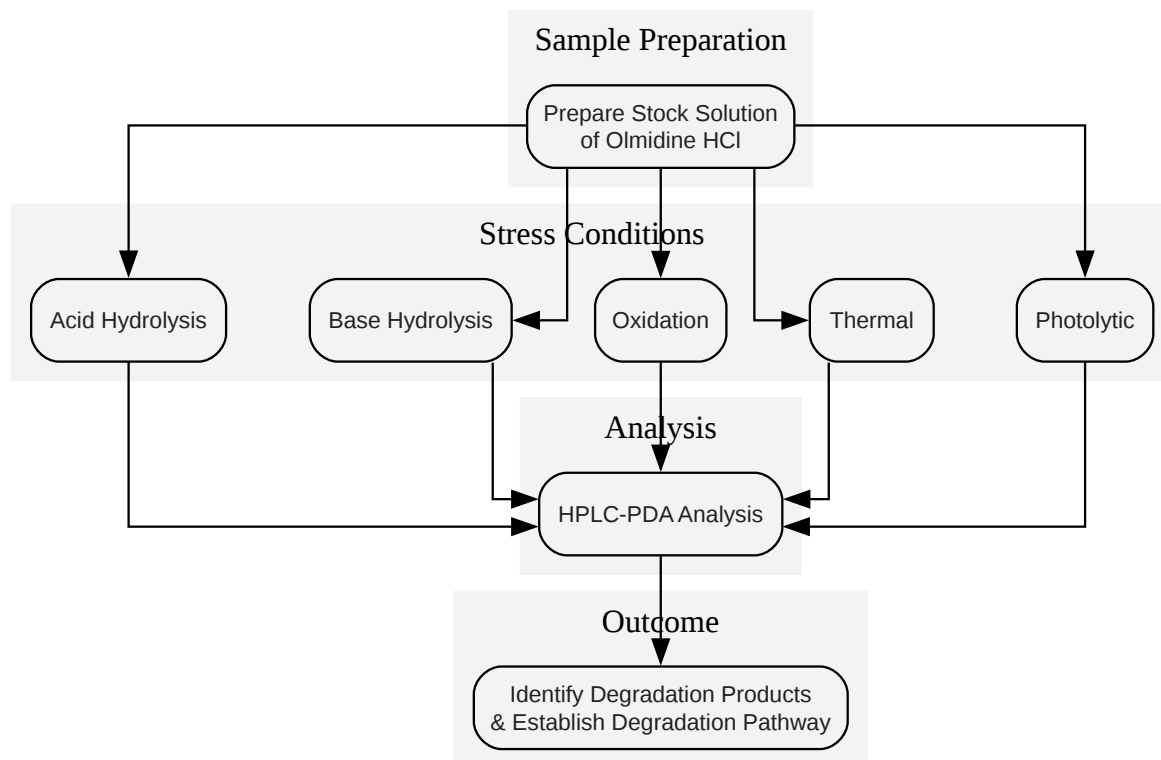 Sample Preparation
Prepare Stock Solution
of Olmidine HCl
Stress Conditions
Acid Hydrolysis
Base Hydrolysis
Oxidation
Thermal
Photolytic
Analysis
HPLC-PDA Analysis
Outcome
Identify Degradation Products
& Establish Degradation Pathway